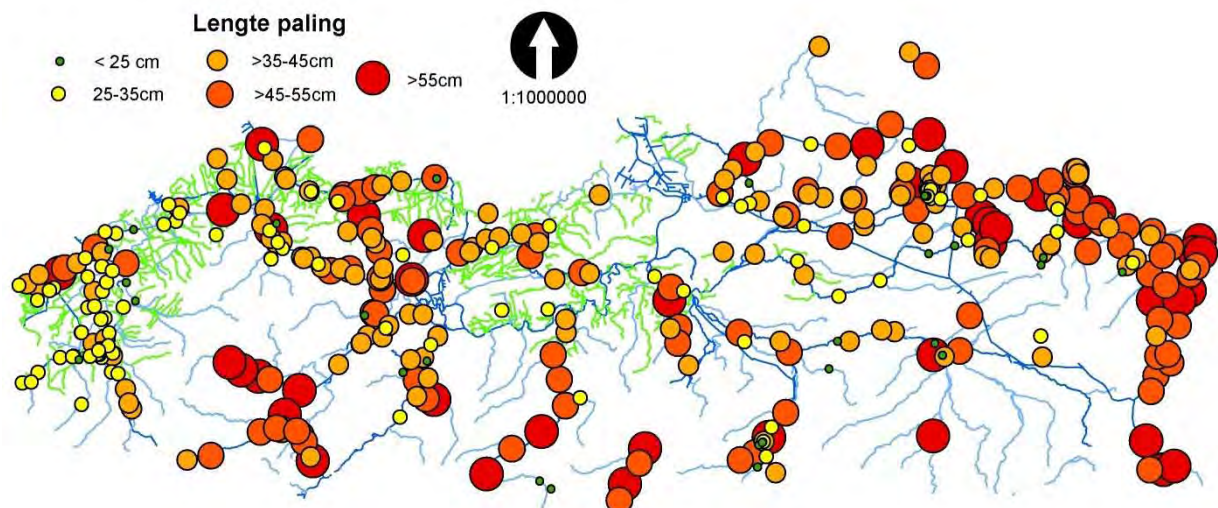 Lengte paling
< 25 cm
25-35cm
>35-45cm
>45-55cm
>55cm
1:1000000